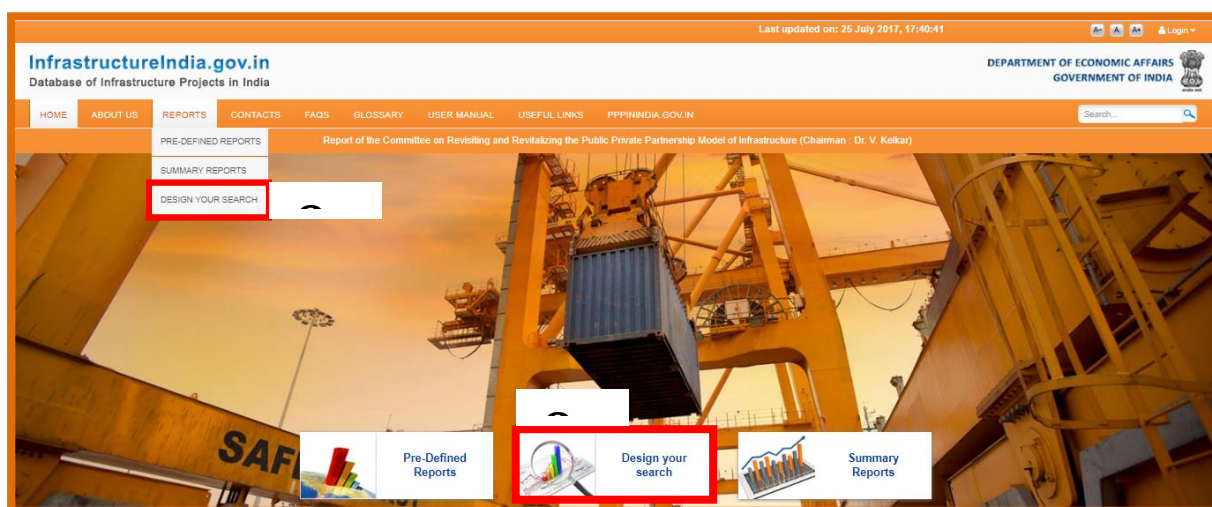 Last updated on: 25 July 2017, 17:40:41 A- A A+ Login
InfrastructureIndia.gov.in
Database of Infrastructure Projects in India
DEPARTMENT OF ECONOMIC AFFAIRS
GOVERNMENT OF INDIA
HOME ABOUT US REPORTS CONTACTS FAQS GLOSSARY USER MANUAL USEFUL LINKS PPPININDIA.GOV.IN Search...
PRE-DEFINED REPORTS
Report of the Committee on Revisiting and Revitalizing the Public Private Partnership Model of Infrastructure (Chairman : Dr. V. Kelkar)
SUMMARY REPORTS
DESIGN YOUR SEARCH
Pre-Defined
Reports
Design your
search
Summary
Reports